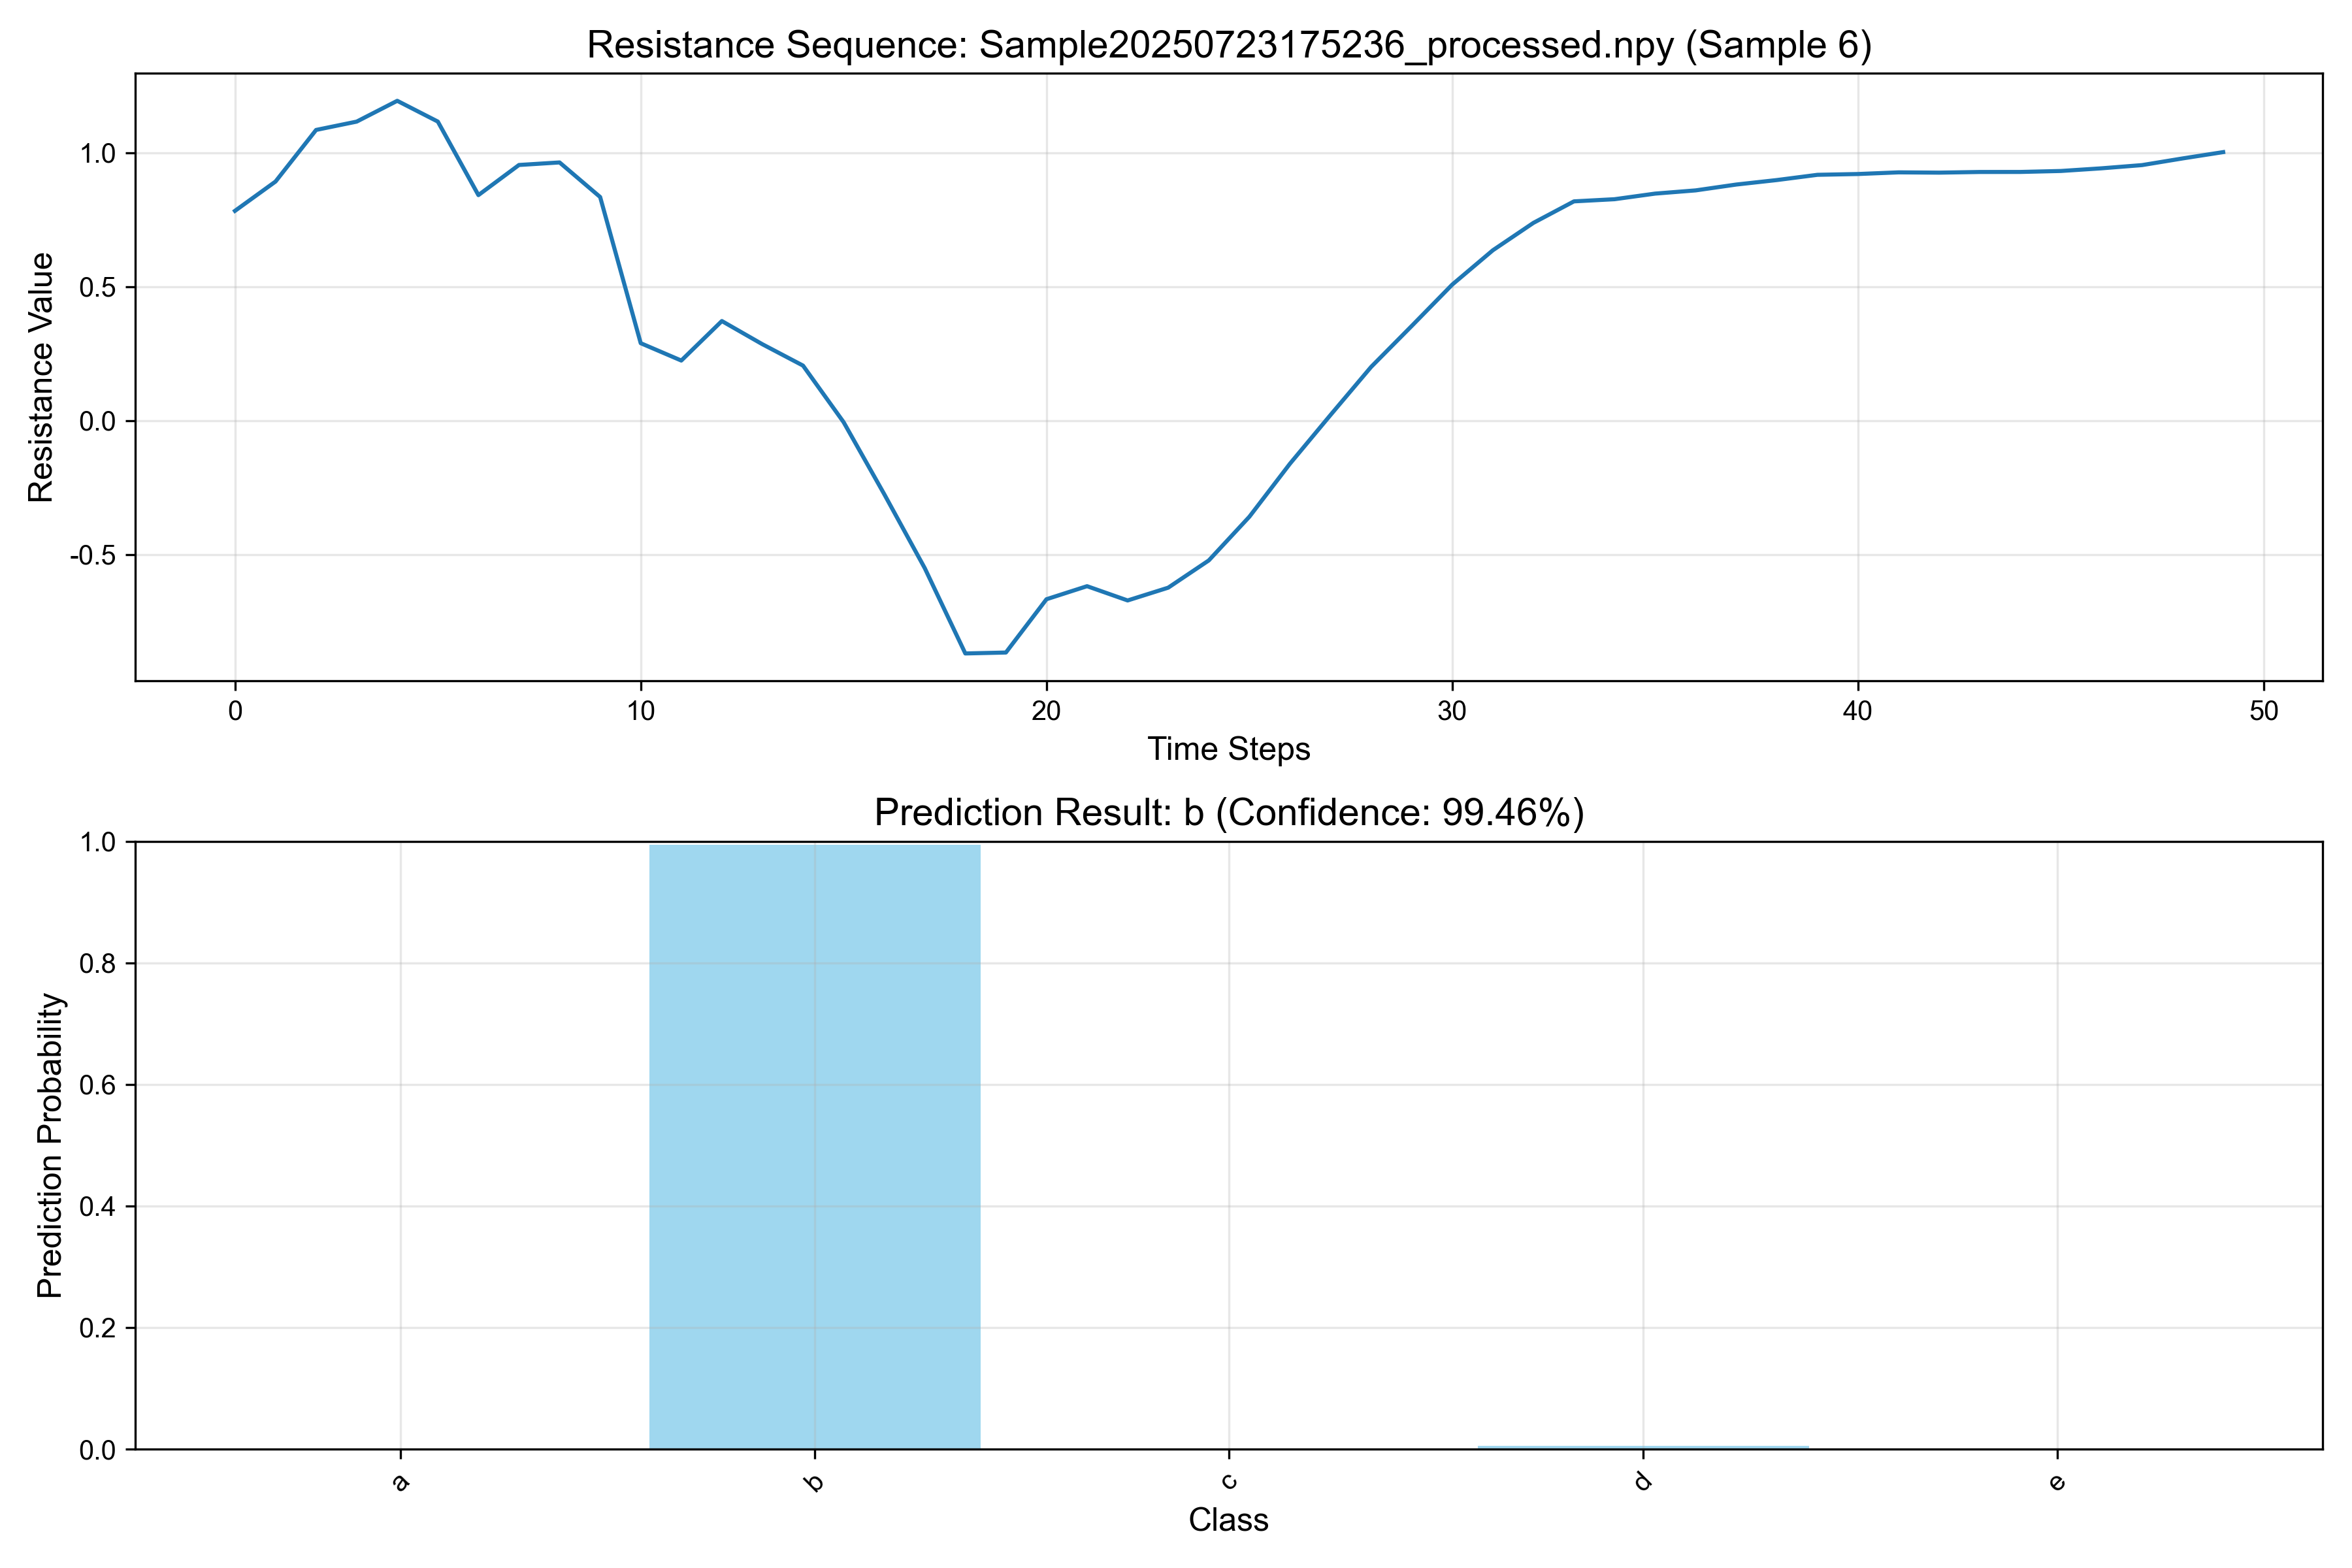 Resistance Sequence: Sample20250723175236_processed.npy (Sample 6)
Resistance Value
1.0
0.5
0.0
-0.5
0 10 20 30 40 50
Time Steps
Prediction Result: b (Confidence: 99.46%)
Prediction Probability
1.0
0.8
0.6
0.4
0.2
0.0
a b c d e
Class